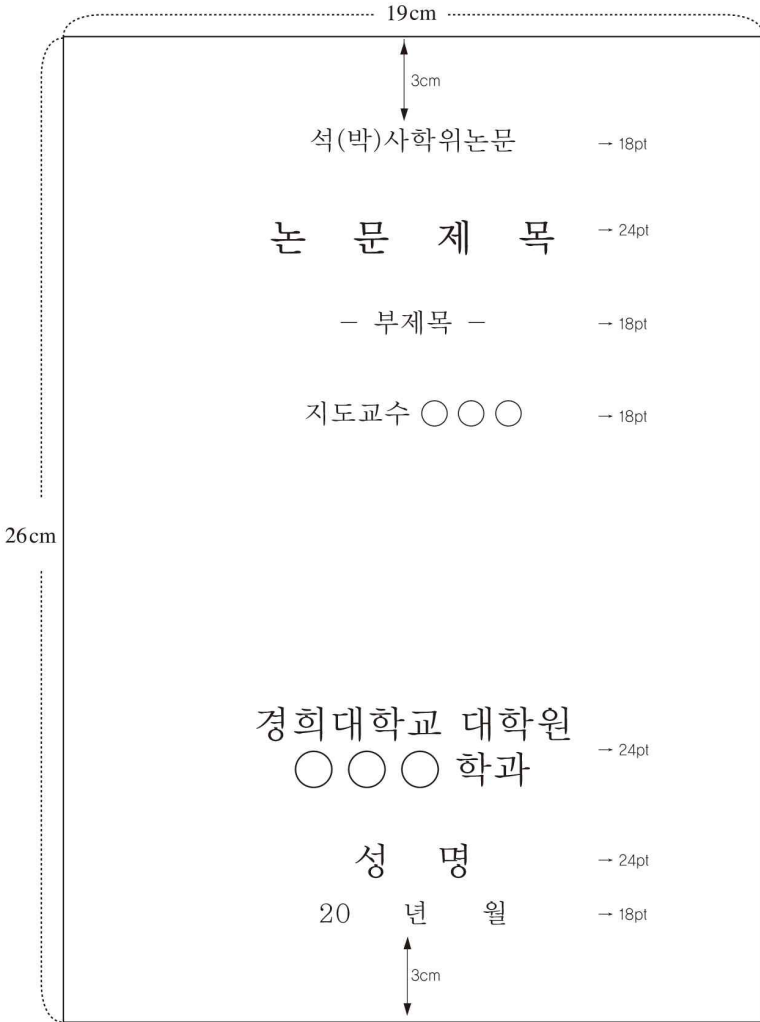 19cm
3cm
석(박)사학위논문 → 18pt
논 문 제 목 → 24pt
– 부제목 – → 18pt
지도교수 ○ ○ ○ → 18pt
26cm
경희대학교 대학원
○ ○ ○ 학과 → 24pt
성 명 → 24pt
20 년 월 → 18pt
3cm